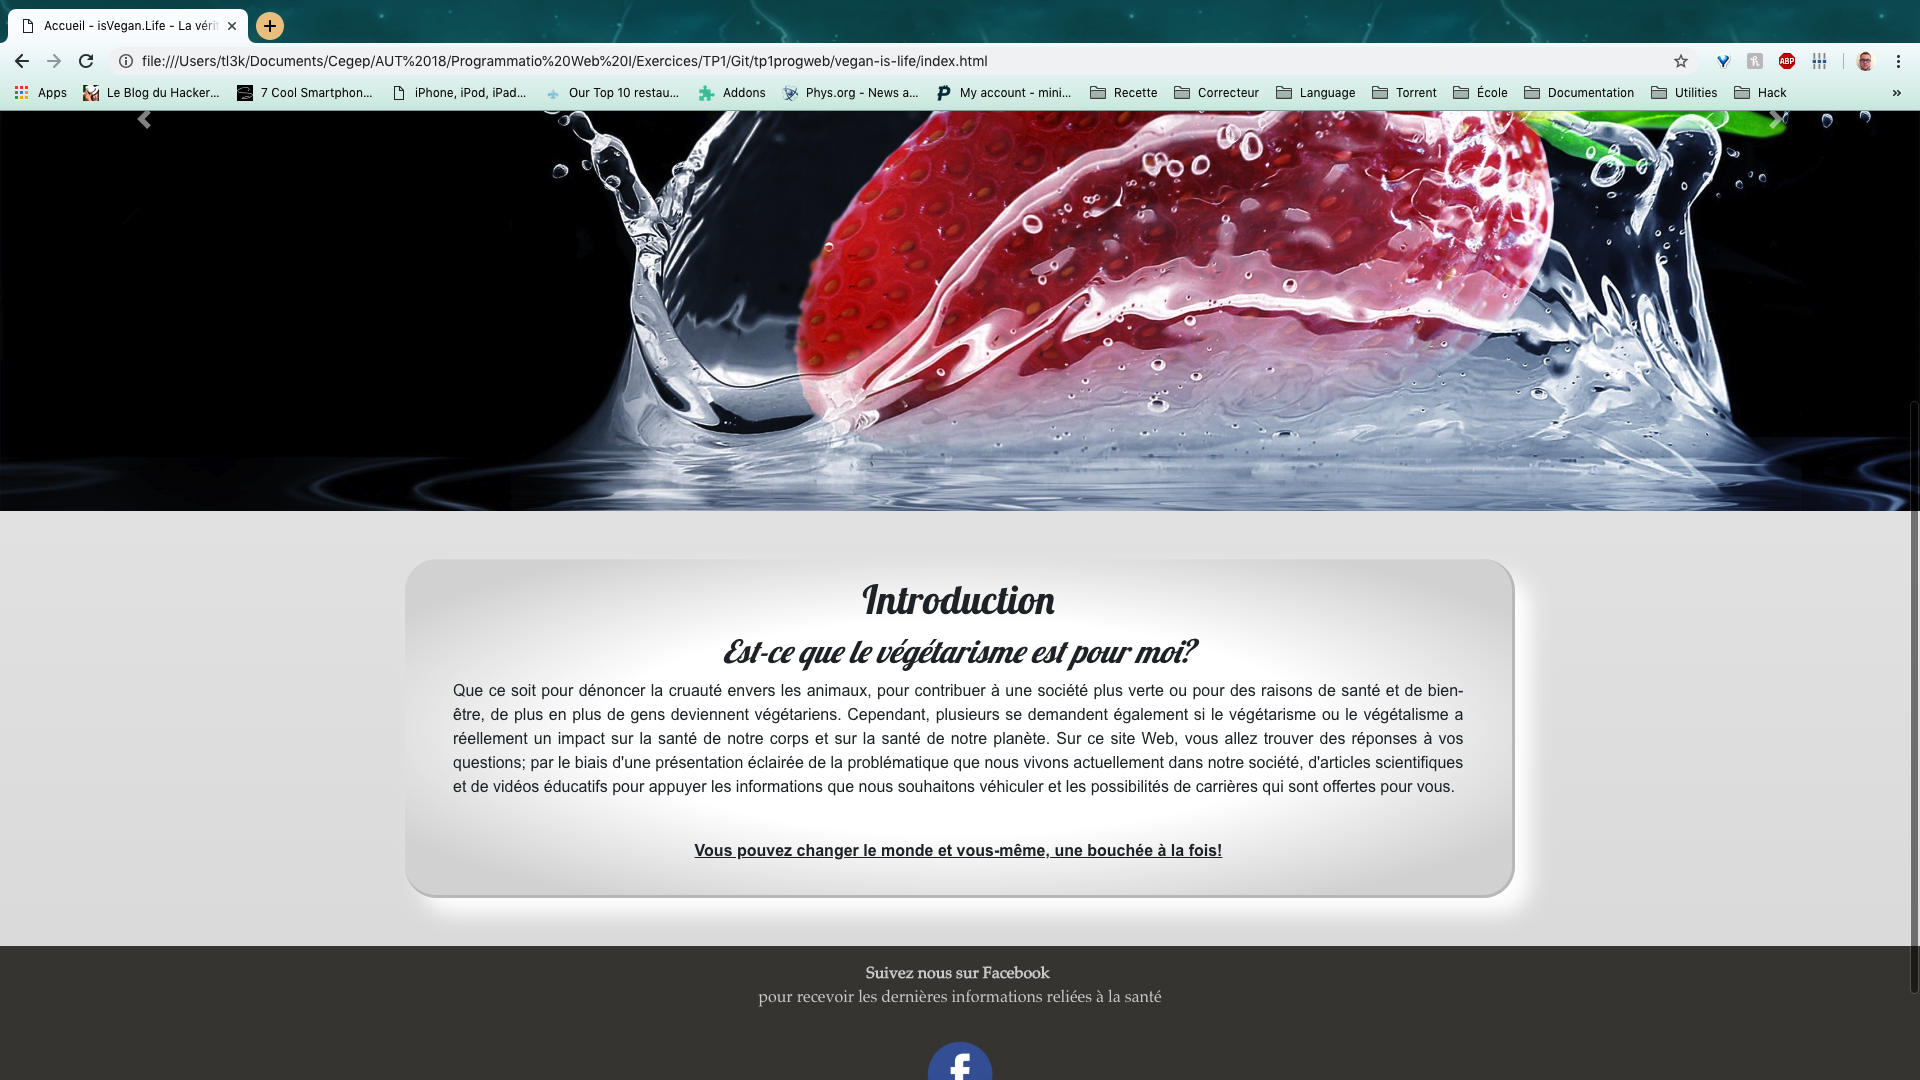 Accueil - isVegan.Life - La vérit
file:///Users/tl3k/Documents/Cegep/AUT%2018/Programmatio%20Web%20I/Exercices/TP1/Git/tp1progweb/vegan-is-life/index.html
ABP
Apps Le Blog du Hacker... 7 Cool Smartphon... iPhone, iPod, iPad... Our Top 10 restau... Addons Phys.org - News a... My account - mini... Recette Correcteur Language Torrent École Documentation Utilities Hack »
Introduction
Est-ce que le végétarisme est pour moi?
Que ce soit pour dénoncer la cruauté envers les animaux, pour contribuer à une société plus verte ou pour des raisons de santé et de bien-
être, de plus en plus de gens deviennent végétariens. Cependant, plusieurs se demandent également si le végétarisme ou le végétalisme a
réellement un impact sur la santé de notre corps et sur la santé de notre planète. Sur ce site Web, vous allez trouver des réponses à vos
questions; par le biais d'une présentation éclairée de la problématique que nous vivons actuellement dans notre société, d'articles scientifiques
et de vidéos éducatifs pour appuyer les informations que nous souhaitons véhiculer et les possibilités de carrières qui sont offertes pour vous.
Vous pouvez changer le monde et vous-même, une bouchée à la fois!
Suivez nous sur Facebook
pour recevoir les dernières informations reliées à la santé